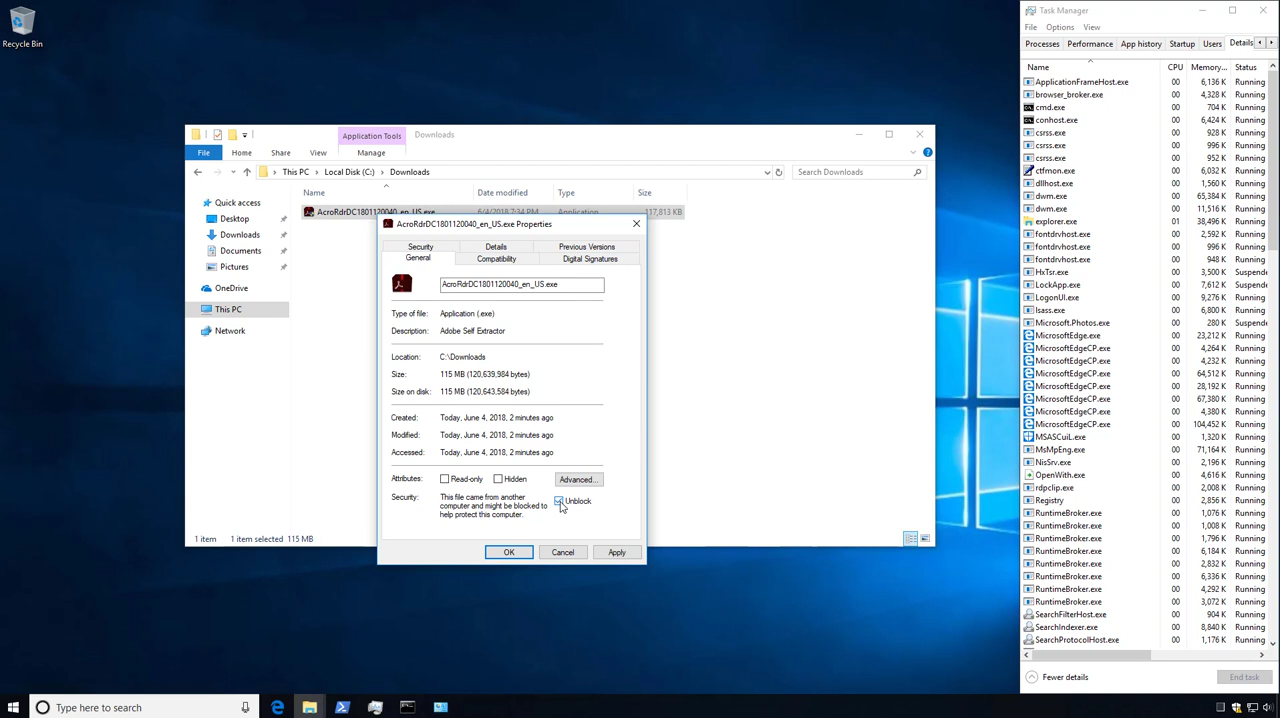 Recycle Bin
Application Tools
Downloads
File
Home
Share
View
Manage
This PC
Local Disk (C:)
Downloads
Search Downloads
Name
Date modified
Type
Size
AcroRdrDC1801120040_en_US.exe
6/4/2018 7:34 PM
Application
117,813 KB
Quick access
Desktop
Downloads
Documents
Pictures
OneDrive
This PC
Network
1 item
1 item selected
115 MB
AcroRdrDC1801120040_en_US.exe Properties
Security
Details
Previous Versions
General
Compatibility
Digital Signatures
AcroRdrDC1801120040_en_US.exe
Type of file:
Application (.exe)
Description:
Adobe Self Extractor
Location:
C:\Downloads
Size:
115 MB (120,639,984 bytes)
Size on disk:
115 MB (120,643,584 bytes)
Created:
Today, June 4, 2018, 2 minutes ago
Modified:
Today, June 4, 2018, 2 minutes ago
Accessed:
Today, June 4, 2018, 2 minutes ago
Attributes:
Read-only
Hidden
Advanced...
Security:
This file came from another
computer and might be blocked to
help protect this computer.
Unblock
OK
Cancel
Apply
Task Manager
File
Options
View
Processes
Performance
App history
Startup
Users
Details
Name
CPU
Memory...
Status
ApplicationFrameHost.exe 00 6,136 K Running
browser_broker.exe 00 4,328 K Running
cmd.exe 00 704 K Running
conhost.exe 00 6,424 K Running
csrss.exe 00 928 K Running
csrss.exe 00 996 K Running
csrss.exe 00 952 K Running
ctfmon.exe 00 6,032 K Running
dllhost.exe 00 1,560 K Running
dwm.exe 00 65,384 K Running
dwm.exe 00 11,516 K Running
explorer.exe 01 38,496 K Running
fontdrvhost.exe 00 3,632 K Running
fontdrvhost.exe 00 996 K Running
fontdrvhost.exe 00 948 K Running
HxTsr.exe 00 3,500 K Suspende
LockApp.exe 00 8,624 K Suspende
LogonUI.exe 00 9,276 K Running
lsass.exe 00 4,260 K Running
Microsoft.Photos.exe 00 280 K Suspende
MicrosoftEdge.exe 00 23,212 K Running
MicrosoftEdgeCP.exe 00 4,264 K Running
MicrosoftEdgeCP.exe 00 4,232 K Running
MicrosoftEdgeCP.exe 00 64,512 K Running
MicrosoftEdgeCP.exe 00 28,192 K Running
MicrosoftEdgeCP.exe 00 67,380 K Running
MicrosoftEdgeCP.exe 00 4,380 K Running
MicrosoftEdgeCP.exe 00 104,452 K Running
MSASCuiL.exe 00 1,320 K Running
MsMpEng.exe 00 71,164 K Running
NisSrv.exe 00 2,196 K Running
OpenWith.exe 00 4,616 K Running
rdpclip.exe 00 2,008 K Running
Registry 00 2,856 K Running
RuntimeBroker.exe 00 4,396 K Running
RuntimeBroker.exe 00 1,076 K Running
RuntimeBroker.exe 00 1,008 K Running
RuntimeBroker.exe 00 6,184 K Running
RuntimeBroker.exe 00 2,832 K Running
RuntimeBroker.exe 00 6,336 K Running
RuntimeBroker.exe 00 4,292 K Running
RuntimeBroker.exe 00 3,072 K Running
SearchFilterHost.exe 00 904 K Running
SearchIndexer.exe 00 8,840 K Running
SearchProtocolHost.exe 00 1,176 K Running
Fewer details
End task
Type here to search